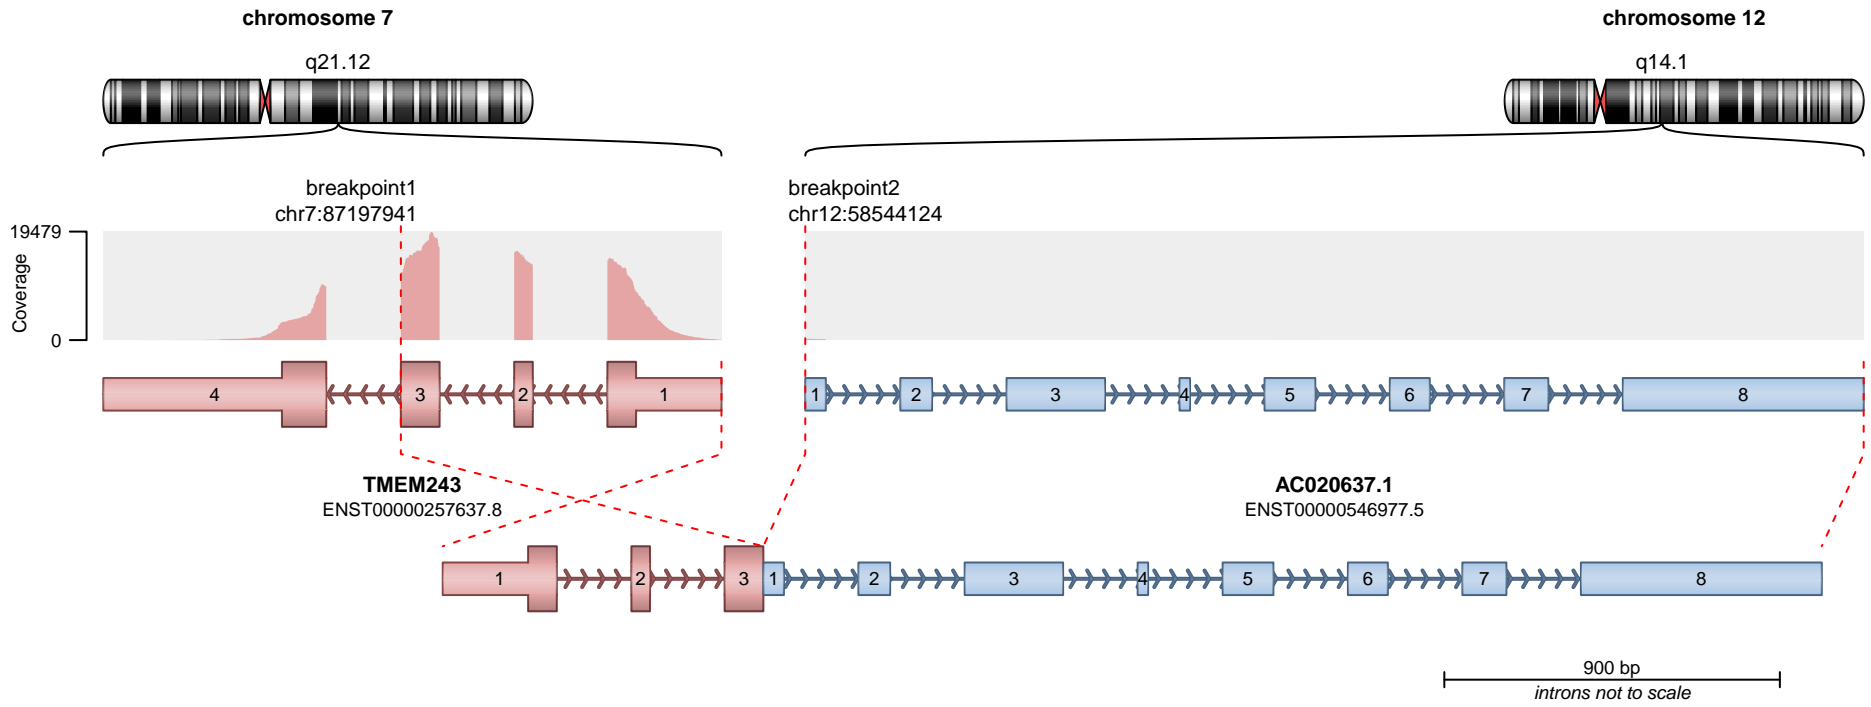 chromosome 7
chromosome 12
q21.12
q14.1
breakpoint1
chr7:87197941
breakpoint2
chr12:58544124
19479
Coverage
0
4 3 2 1
1 2 3 4 5 6 7 8
TMEM243
ENST00000257637.8
AC020637.1
ENST00000546977.5
1 2 3 1 2 3 4 5 6 7 8
900 bp
introns not to scale